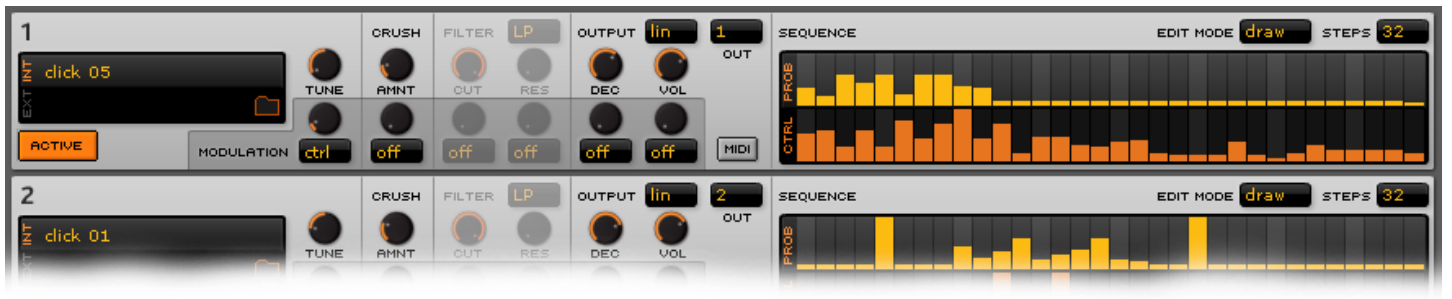 1
CRUSH FILTER LP OUTPUT lin 1 SEQUENCE EDIT MODE draw STEPS 32
OUT
EXT INT click 05
TUNE AMNT CUT RES DEC VOL
PROB
CTRL
ACTIVE MODULATION ctrl off off off off off MIDI
2
CRUSH FILTER LP OUTPUT lin 2 SEQUENCE EDIT MODE draw STEPS 32
OUT
INT click 01
TUNE AMNT CUT RES DEC VOL
PROB